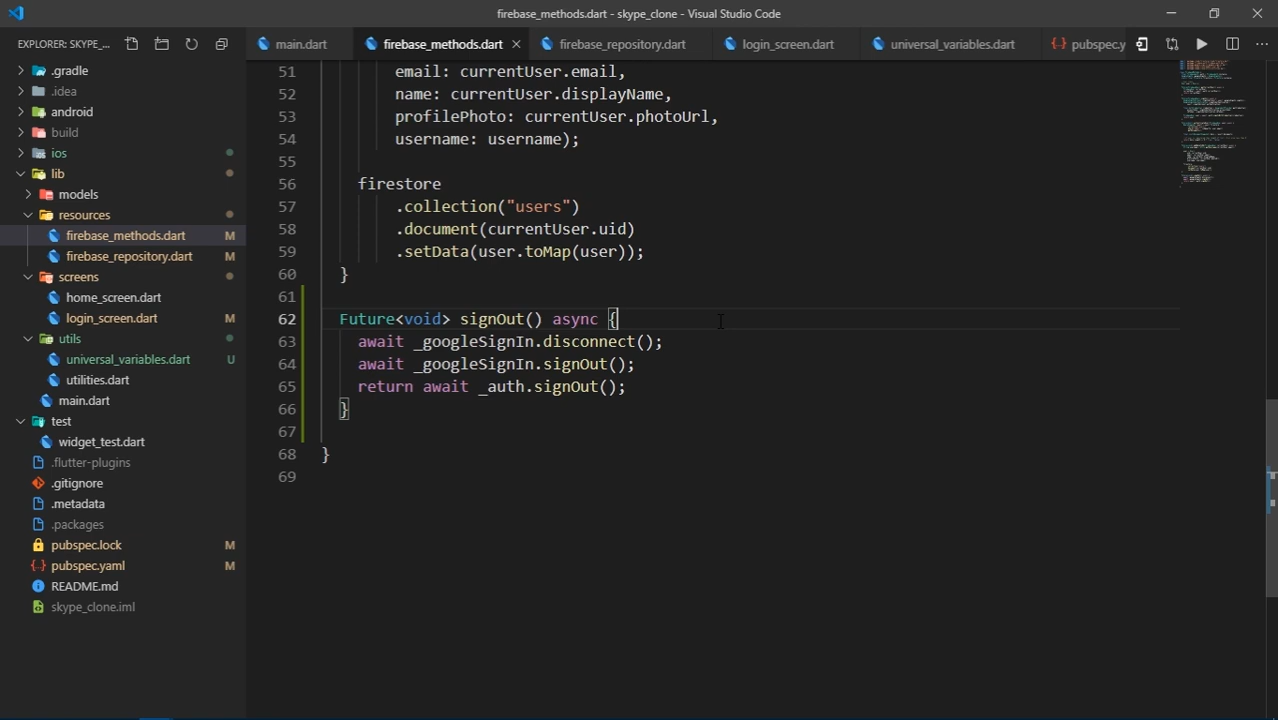 firebase_methods.dart - skype_clone - Visual Studio Code
EXPLORER: SKYPE_...
main.dart
firebase_methods.dart
firebase_repository.dart
login_screen.dart
universal_variables.dart
pubspec.y
.gradle
.idea
android
build
ios
lib
models
resources
firebase_methods.dart M
firebase_repository.dart M
screens
home_screen.dart
login_screen.dart M
utils
universal_variables.dart U
utilities.dart
main.dart
test
widget_test.dart
.flutter-plugins
.gitignore
.metadata
.packages
pubspec.lock M
pubspec.yaml M
README.md
skype_clone.iml
51 email: currentUser.email,
52 name: currentUser.displayName,
53 profilePhoto: currentUser.photoUrl,
54 username: username);
55
56 firestore
57 .collection("users")
58 .document(currentUser.uid)
59 .setData(user.toMap(user));
60 }
61
62 Future<void> signOut() async {
63 await _googleSignIn.disconnect();
64 await _googleSignIn.signOut();
65 return await _auth.signOut();
66 }
67
68 }
69